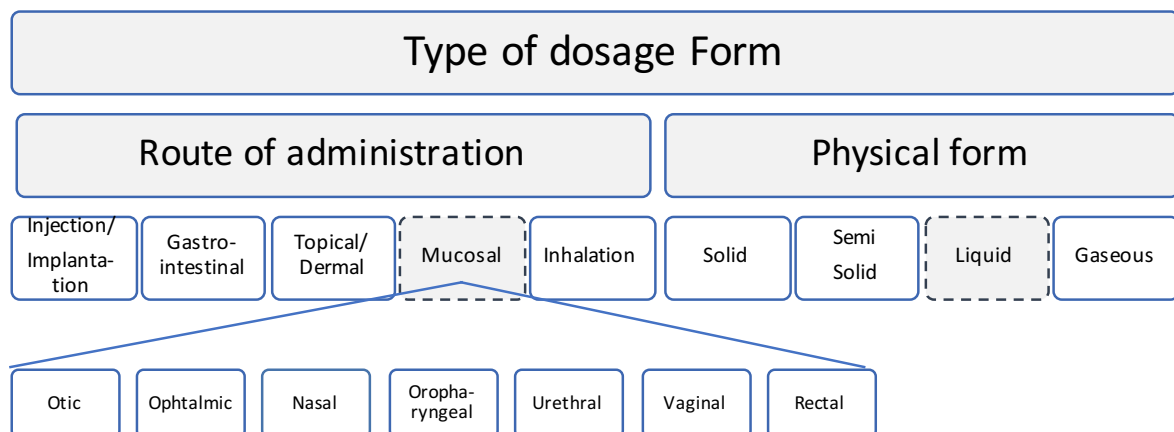 Type of dosage Form
Route of administration
Physical form
Injection/
Implanta-
tion
Gastro-
intestinal
Topical/
Dermal
Mucosal
Inhalation
Solid
Semi
Solid
Liquid
Gaseous
Otic
Ophtalmic
Nasal
Oropha-
ryngeal
Urethral
Vaginal
Rectal